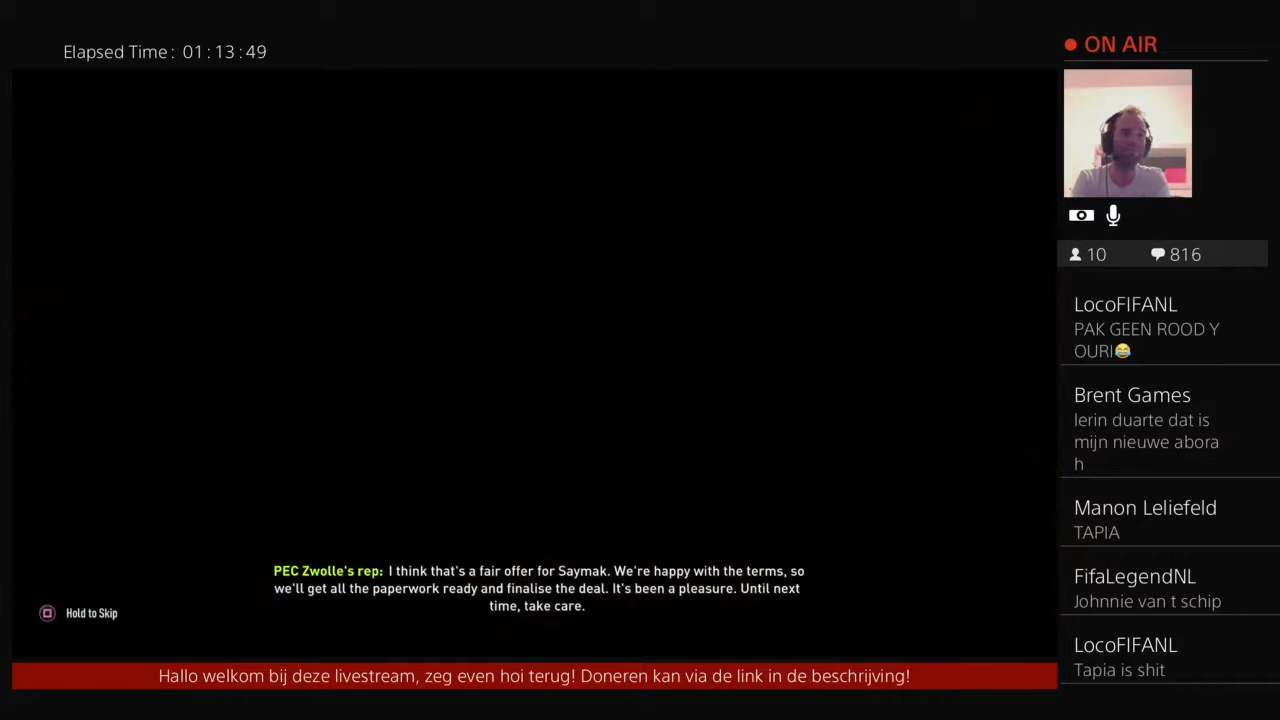 Elapsed Time: 01:13:49
ON AIR
10 816
LocoFIFANL
PAK GEEN ROOD Y
OURI😂
Brent Games
lerin duarte dat is
mijn nieuwe abora
h
Manon Leliefeld
TAPIA
FifaLegendNL
Johnnie van t schip
LocoFIFANL
Tapia is shit
PEC Zwolle's rep: I think that's a fair offer for Saymak. We're happy with the terms, so
we'll get all the paperwork ready and finalise the deal. It's been a pleasure. Until next
time, take care.
Hold to Skip
Hallo welkom bij deze livestream, zeg even hoi terug! Doneren kan via de link in de beschrijving!